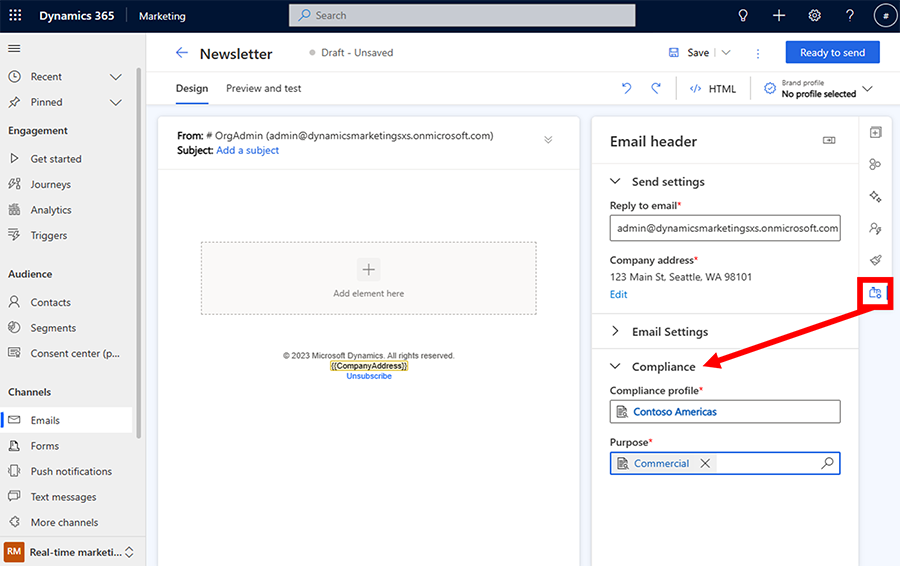 Dynamics 365
Marketing
Search
#
Newsletter
Draft - Unsaved
Save
Ready to send
Recent
Pinned
Engagement
Get started
Journeys
Analytics
Triggers
Audience
Contacts
Segments
Consent center (p...
Channels
Emails
Forms
Push notifications
Text messages
More channels
RM
Real-time marketi...
Design
Preview and test
HTML
Brand profile
No profile selected
From: # OrgAdmin (admin@dynamicsmarketingsxs.onmicrosoft.com)
Subject: Add a subject
Add element here
© 2023 Microsoft Dynamics. All rights reserved.
{{CompanyAddress}}
Unsubscribe
Email header
Send settings
Reply to email*
admin@dynamicsmarketingsxs.onmicrosoft.com
Company address*
123 Main St, Seattle, WA 98101
Edit
Email Settings
Compliance
Compliance profile*
Contoso Americas
Purpose*
Commercial